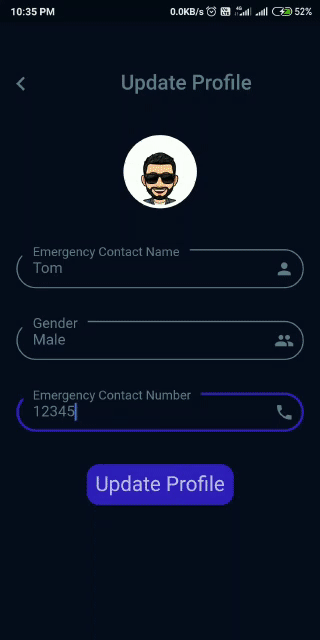 10:35 PM 0.0KB/s 4G 52%
Update Profile
Emergency Contact Name
Tom
Gender
Male
Emergency Contact Number
12345
Update Profile